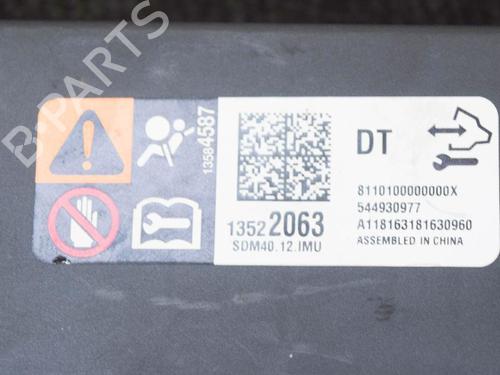 B-PARTS
13584587
13522063
SDM40.12.IMU
DT
8110100000000X
544930977
A118163181630960
ASSEMBLED IN CHINA